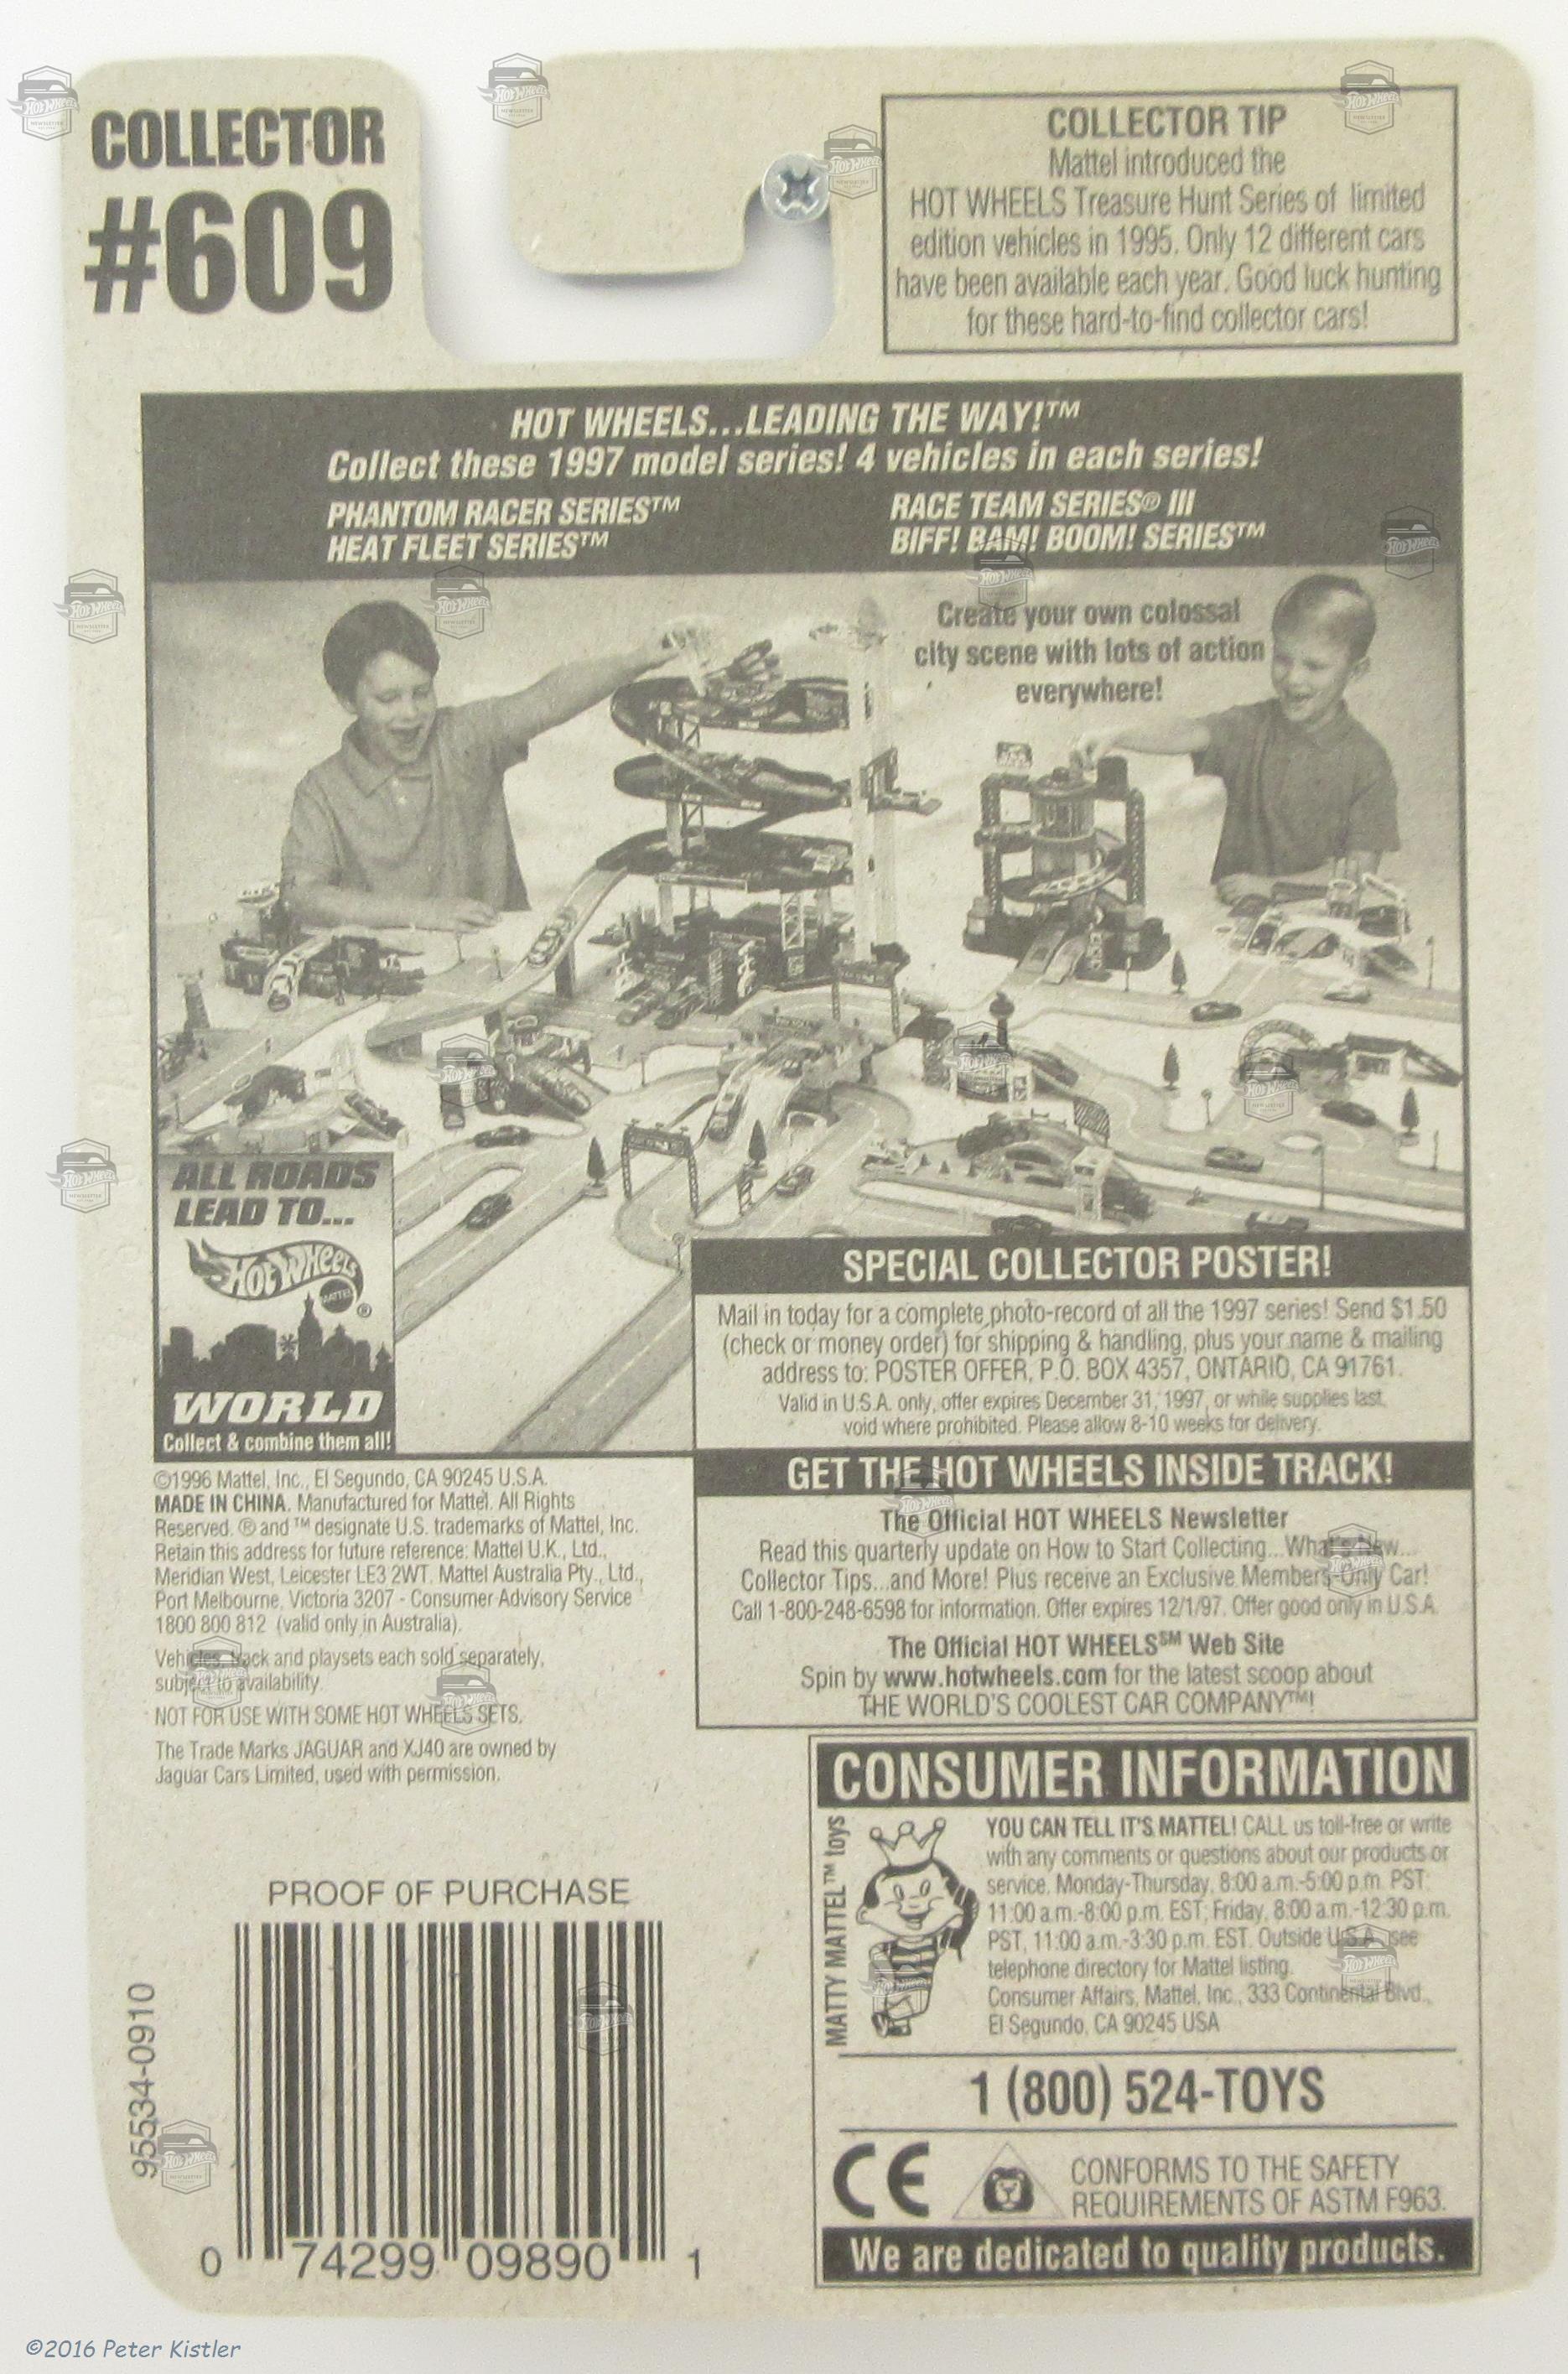 COLLECTOR
#609
COLLECTOR TIP
Mattel introduced the
HOT WHEELS Treasure Hunt Series of limited
edition vehicles in 1995. Only 12 different cars
have been available each year. Good luck hunting
for these hard-to-find collector cars!
HOT WHEELS...LEADING THE WAY!™
Collect these 1997 model series! 4 vehicles in each series!
PHANTOM RACER SERIES™
HEAT FLEET SERIES™
RACE TEAM SERIES® III
BIFF! BAM! BOOM! SERIES™
Create your own colossal
city scene with lots of action
everywhere!
ALL ROADS
LEAD TO...
Hot Wheels
MATTEL
®
WORLD
Collect & combine them all!
SPECIAL COLLECTOR POSTER!
Mail in today for a complete photo-record of all the 1997 series! Send $1.50
(check or money order) for shipping & handling, plus your name & mailing
address to: POSTER OFFER, P.O. BOX 4357, ONTARIO, CA 91761.
Valid in U.S.A. only, offer expires December 31, 1997, or while supplies last,
void where prohibited. Please allow 8-10 weeks for delivery.
GET THE HOT WHEELS INSIDE TRACK!
The Official HOT WHEELS Newsletter
Read this quarterly update on How to Start Collecting...What's New...
Collector Tips...and More! Plus receive an Exclusive Members-Only Car!
Call 1-800-248-6598 for information. Offer expires 12/1/97. Offer good only in U.S.A.
The Official HOT WHEELS℠ Web Site
Spin by www.hotwheels.com for the latest scoop about
THE WORLD'S COOLEST CAR COMPANY™!
©1996 Mattel, Inc., El Segundo, CA 90245 U.S.A.
MADE IN CHINA. Manufactured for Mattel. All Rights
Reserved. ® and ™ designate U.S. trademarks of Mattel, Inc.
Retain this address for future reference: Mattel U.K., Ltd.,
Meridian West, Leicester LE3 2WT. Mattel Australia Pty., Ltd.,
Port Melbourne, Victoria 3207 - Consumer Advisory Service
1800 800 812 (valid only in Australia).
Vehicles, track and playsets each sold separately,
subject to availability.
NOT FOR USE WITH SOME HOT WHEELS SETS.
The Trade Marks JAGUAR and XJ40 are owned by
Jaguar Cars Limited, used with permission.
CONSUMER INFORMATION
MATTY MATTEL™ toys
YOU CAN TELL IT'S MATTEL! CALL us toll-free or write
with any comments or questions about our products or
service, Monday-Thursday, 8:00 a.m.-5:00 p.m. PST;
11:00 a.m.-8:00 p.m. EST; Friday, 8:00 a.m.-12:30 p.m.
PST, 11:00 a.m.-3:30 p.m. EST. Outside U.S.A., see
telephone directory for Mattel listing.
Consumer Affairs, Mattel, Inc., 333 Continental Blvd.,
El Segundo, CA 90245 USA
1 (800) 524-TOYS
CE
CONFORMS TO THE SAFETY
REQUIREMENTS OF ASTM F963.
We are dedicated to quality products.
PROOF OF PURCHASE
95534-0910
0 74299 09890 1
©2016 Peter Kistler